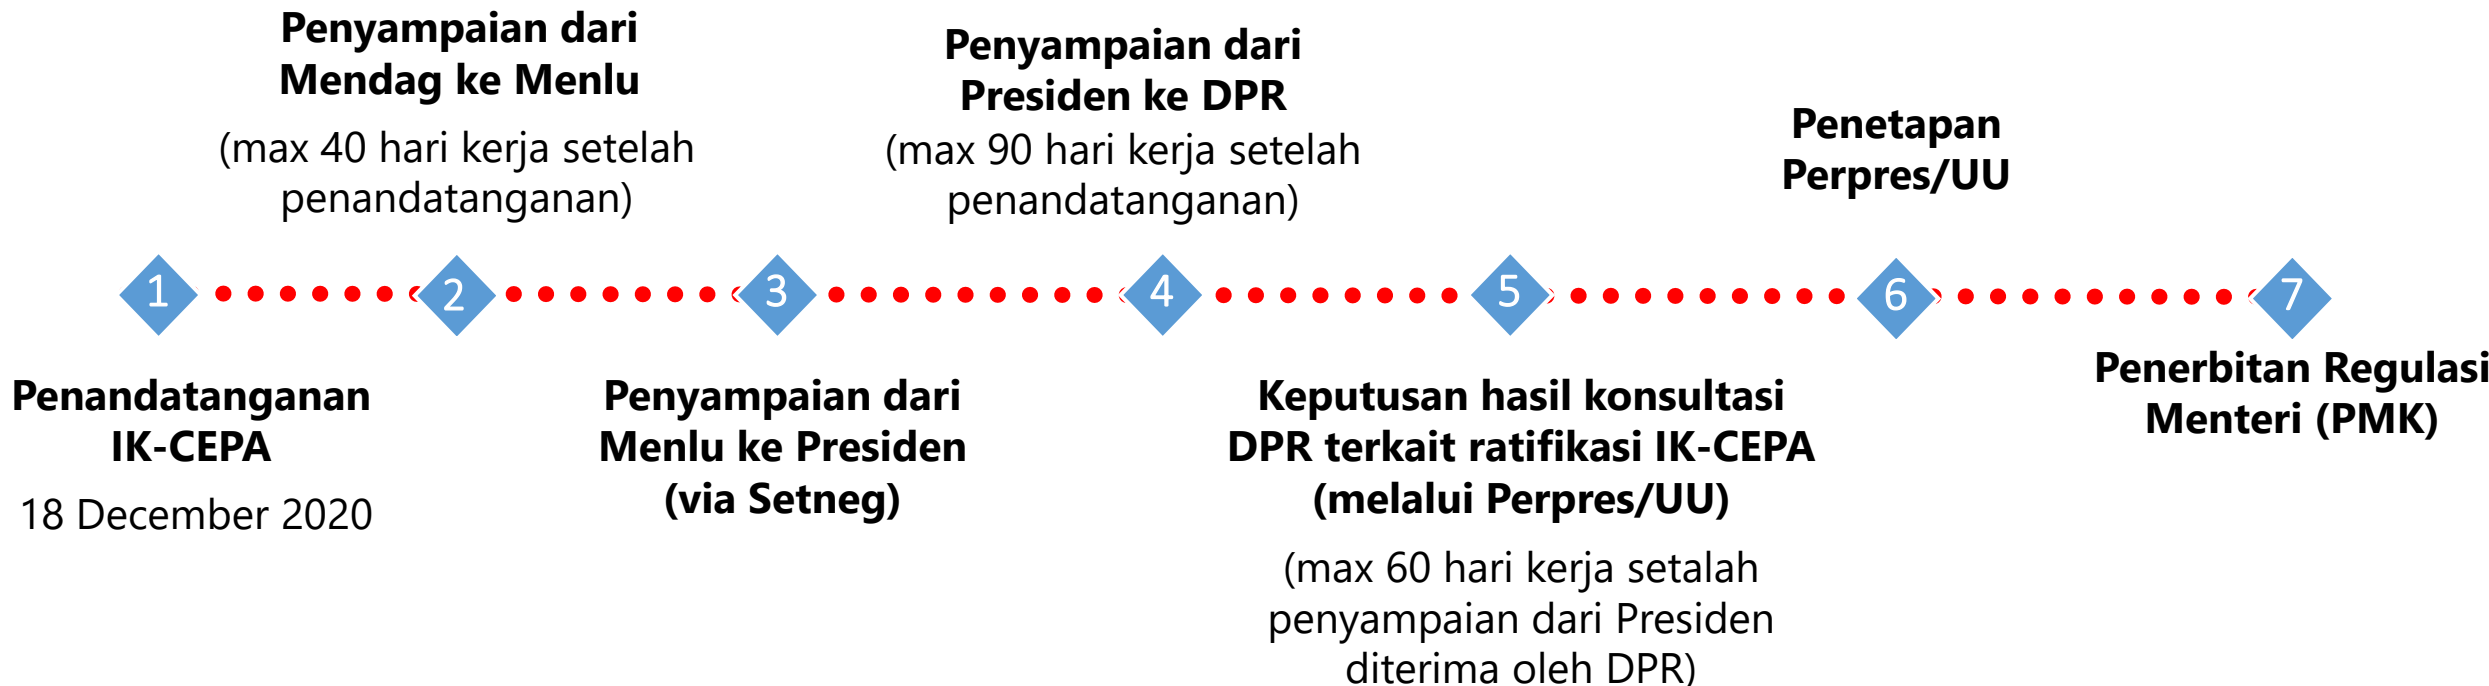 1
Penandatanganan
IK-CEPA
18 December 2020
2
Penyampaian dari
Mendag ke Menlu
(max 40 hari kerja setelah
penandatanganan)
3
Penyampaian dari
Menlu ke Presiden
(via Setneg)
4
Penyampaian dari
Presiden ke DPR
(max 90 hari kerja setelah
penandatanganan)
5
Keputusan hasil konsultasi
DPR terkait ratifikasi IK-CEPA
(melalui Perpres/UU)
(max 60 hari kerja setalah
penyampaian dari Presiden
diterima oleh DPR)
6
Penetapan
Perpres/UU
7
Penerbitan Regulasi
Menteri (PMK)